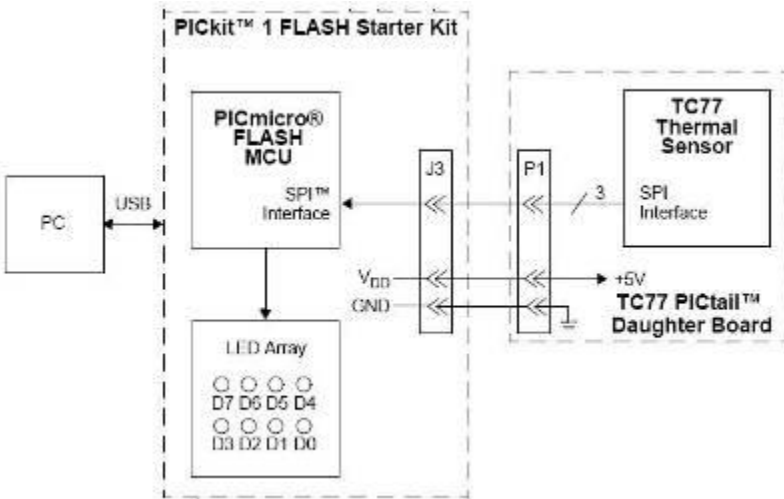 PICkit™ 1 FLASH Starter Kit
PICmicro®
FLASH
MCU
SPI™
Interface
J3
P1
TC77
Thermal
Sensor
3
SPI
Interface
PC
USB
VDD
GND
+5V
TC77 PICtail™
Daughter Board
LED Array
D7 D6 D5 D4
D3 D2 D1 D0